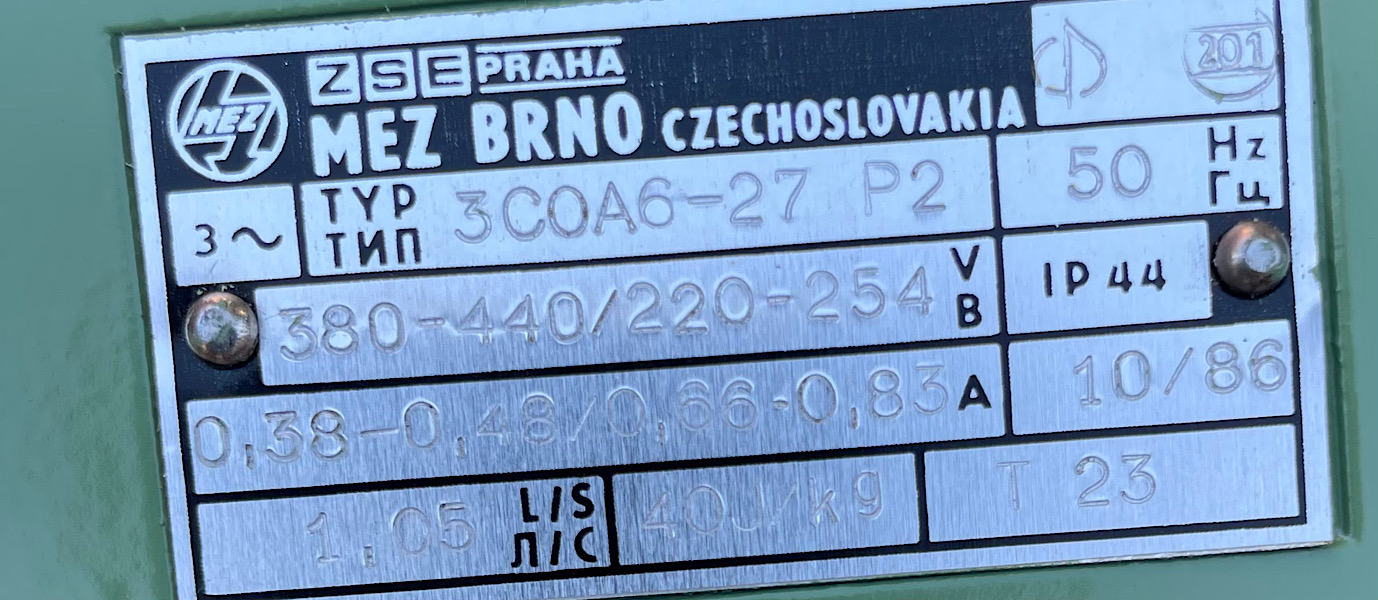 MEZ
ZSE PRAHA
MEZ BRNO CZECHOSLOVAKIA
201
3~ TYP ТИП 3COA6-27 P2 50 Hz Гц
380-440/220-254 V В IP 44
0,38-0,48/0,66-0,83 A 10/86
1,05 L/S Л/С 40J/kg T 23